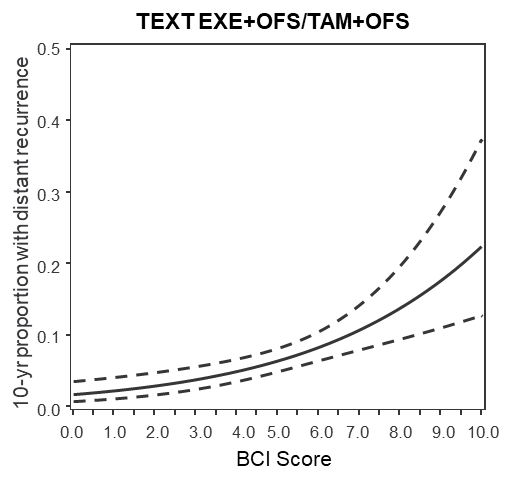 TEXT EXE+OFS/TAM+OFS
10-yr proportion with distant recurrence
0.5
0.4
0.3
0.2
0.1
0.0
0.0 1.0 2.0 3.0 4.0 5.0 6.0 7.0 8.0 9.0 10.0
BCI Score